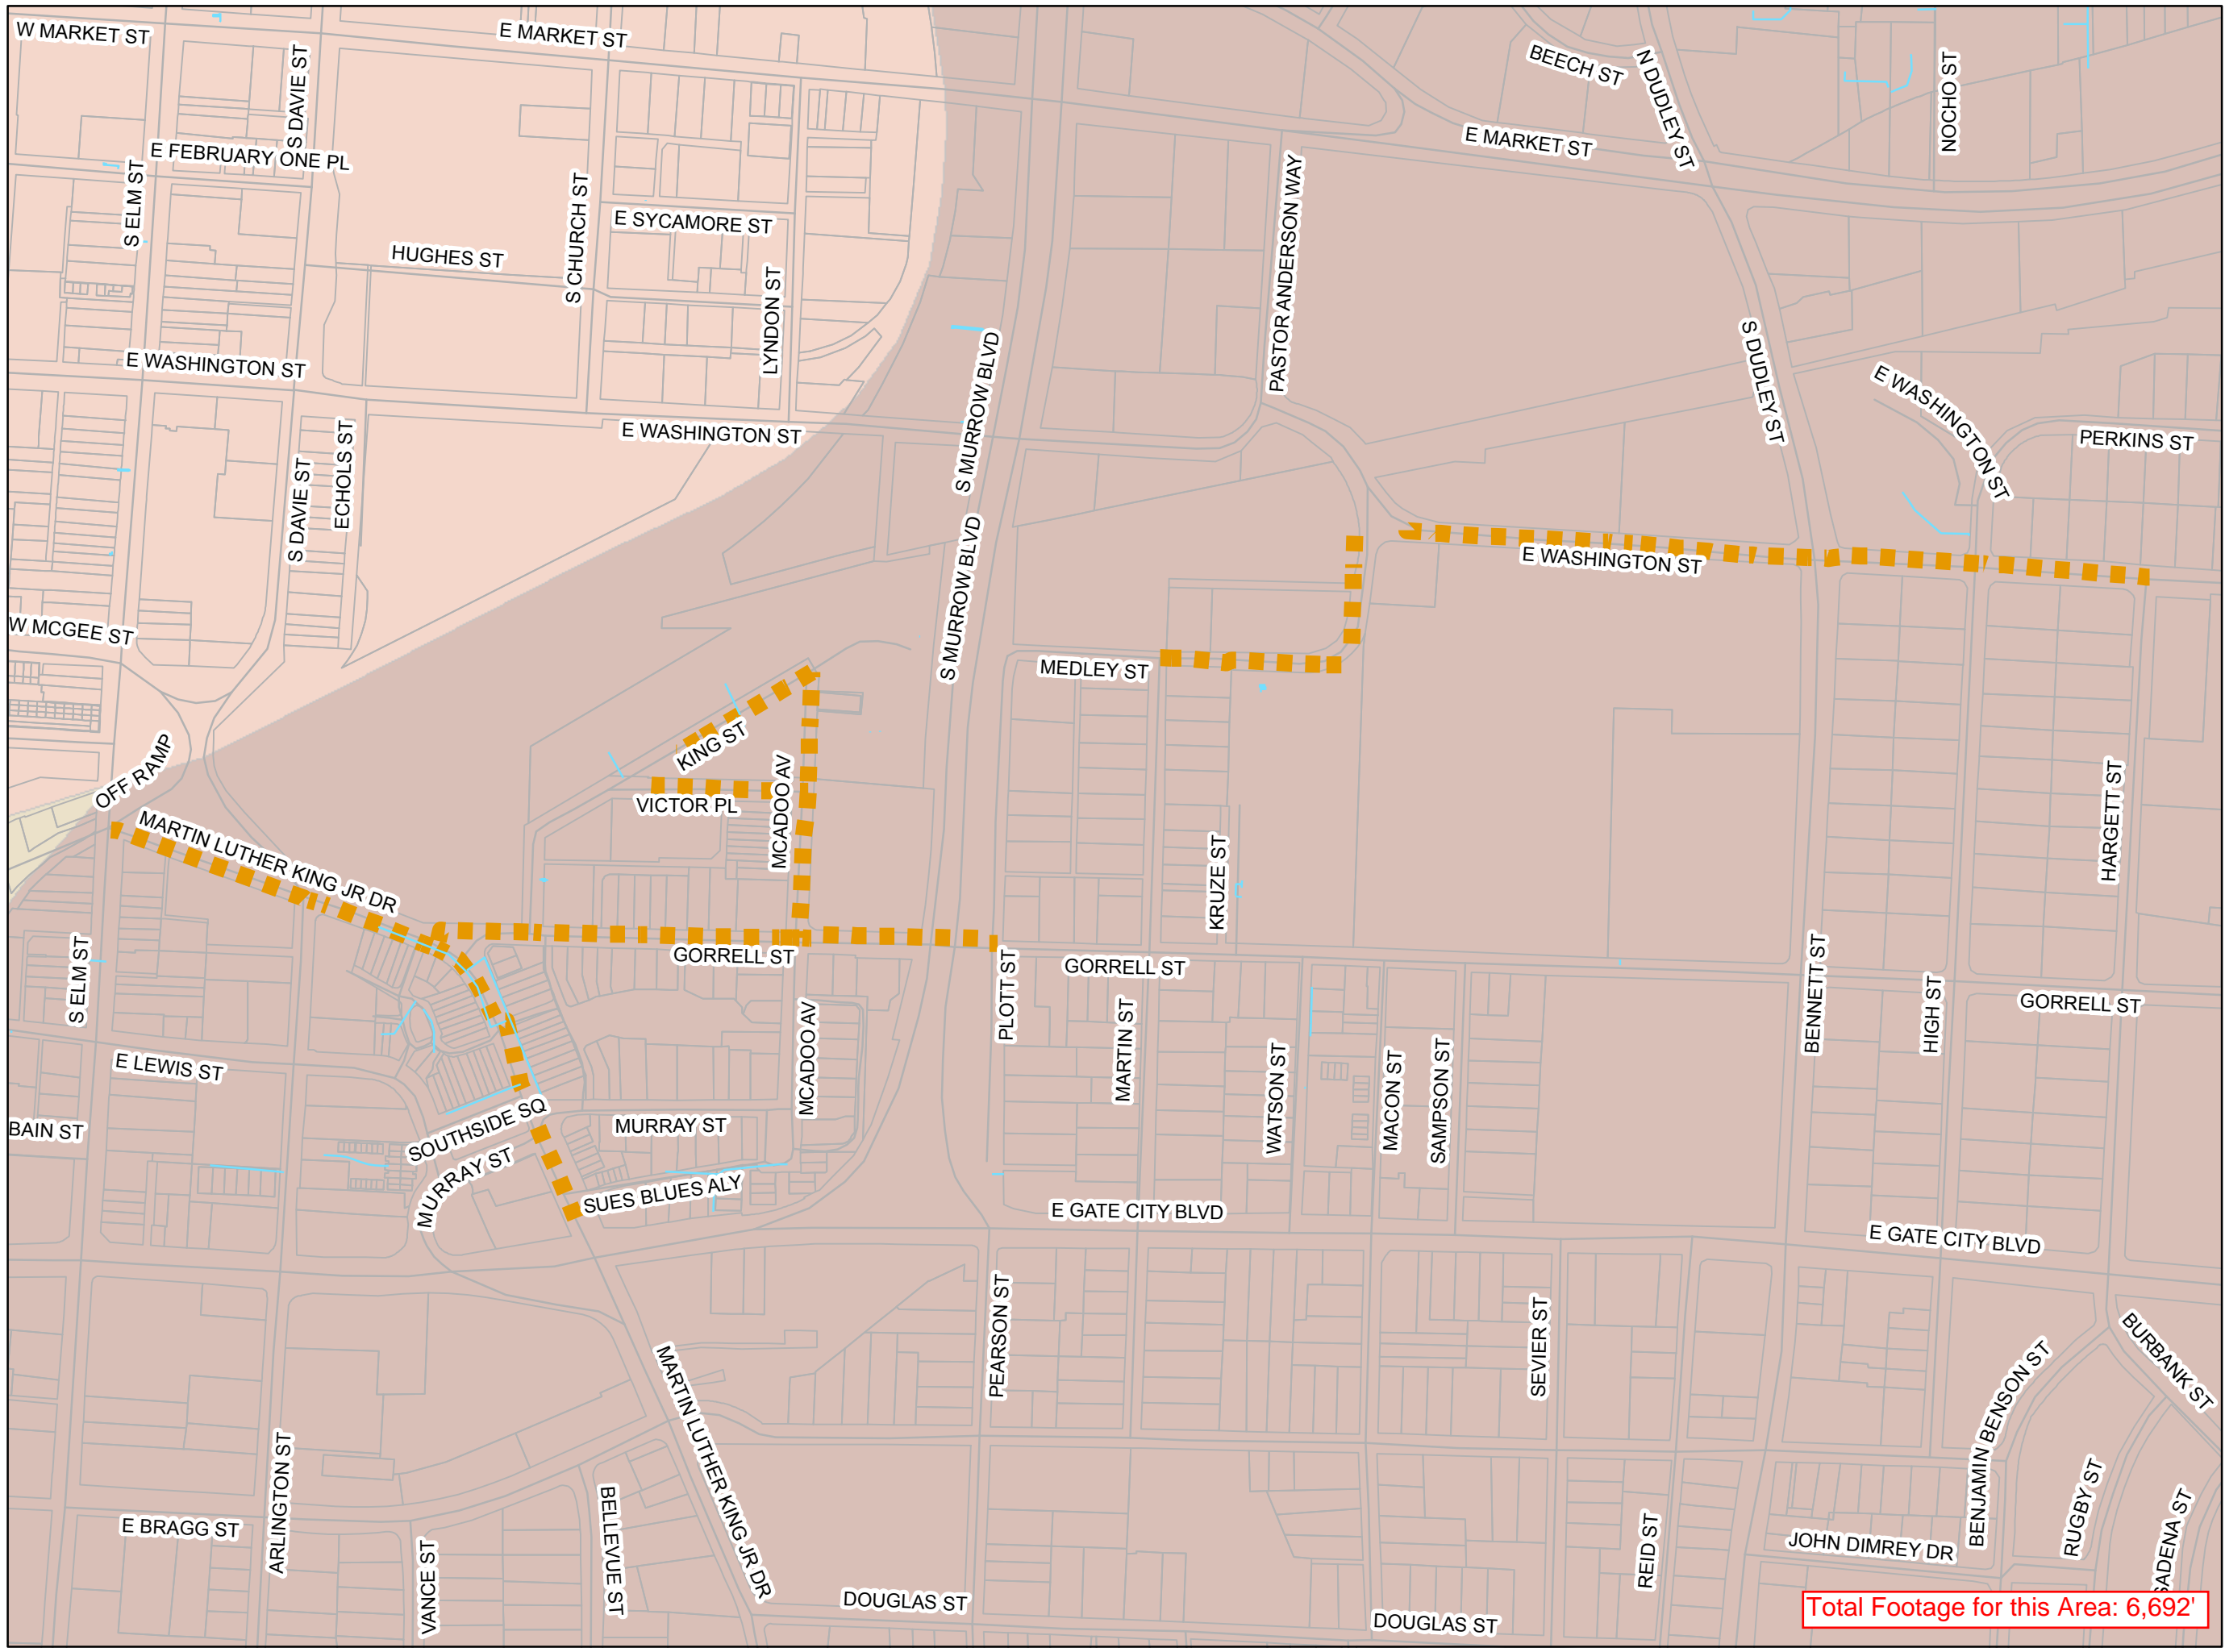 W MARKET ST
E MARKET ST
BEECH ST
N DUDLEY ST
NOCHO ST
S DAVIE ST
E MARKET ST
E FEBRUARY ONE PL
S ELM ST
S CHURCH ST
E SYCAMORE ST
PASTOR ANDERSON WAY
HUGHES ST
LYNDON ST
S MURROW BLVD
S DUDLEY ST
E WASHINGTON ST
E WASHINGTON ST
ECHOLS ST
E WASHINGTON ST
PERKINS ST
S DAVIE ST
S MURROW BLVD
E WASHINGTON ST
W MCGEE ST
MEDLEY ST
OFF RAMP
KING ST
MCADOO AV
VICTOR PL
HARGETT ST
MARTIN LUTHER KING JR DR
KRUZE ST
S ELM ST
GORRELL ST
PLOTT ST
GORRELL ST
BENNETT ST
HIGH ST
GORRELL ST
MCADOO AV
MARTIN ST
WATSON ST
MACON ST
SAMPSON ST
E LEWIS ST
BAIN ST
SOUTHSIDE SQ
MURRAY ST
MURRAY ST
SUES BLUES ALY
E GATE CITY BLVD
E GATE CITY BLVD
PEARSON ST
SEVIER ST
BURBANK ST
BENJAMIN BENSON ST
MARTIN LUTHER KING JR DR
ARLINGTON ST
E BRAGG ST
VANCE ST
BELLEVUE ST
REID ST
JOHN DIMREY DR
RUGBY ST
SADENA ST
DOUGLAS ST
DOUGLAS ST
Total Footage for this Area: 6,692'